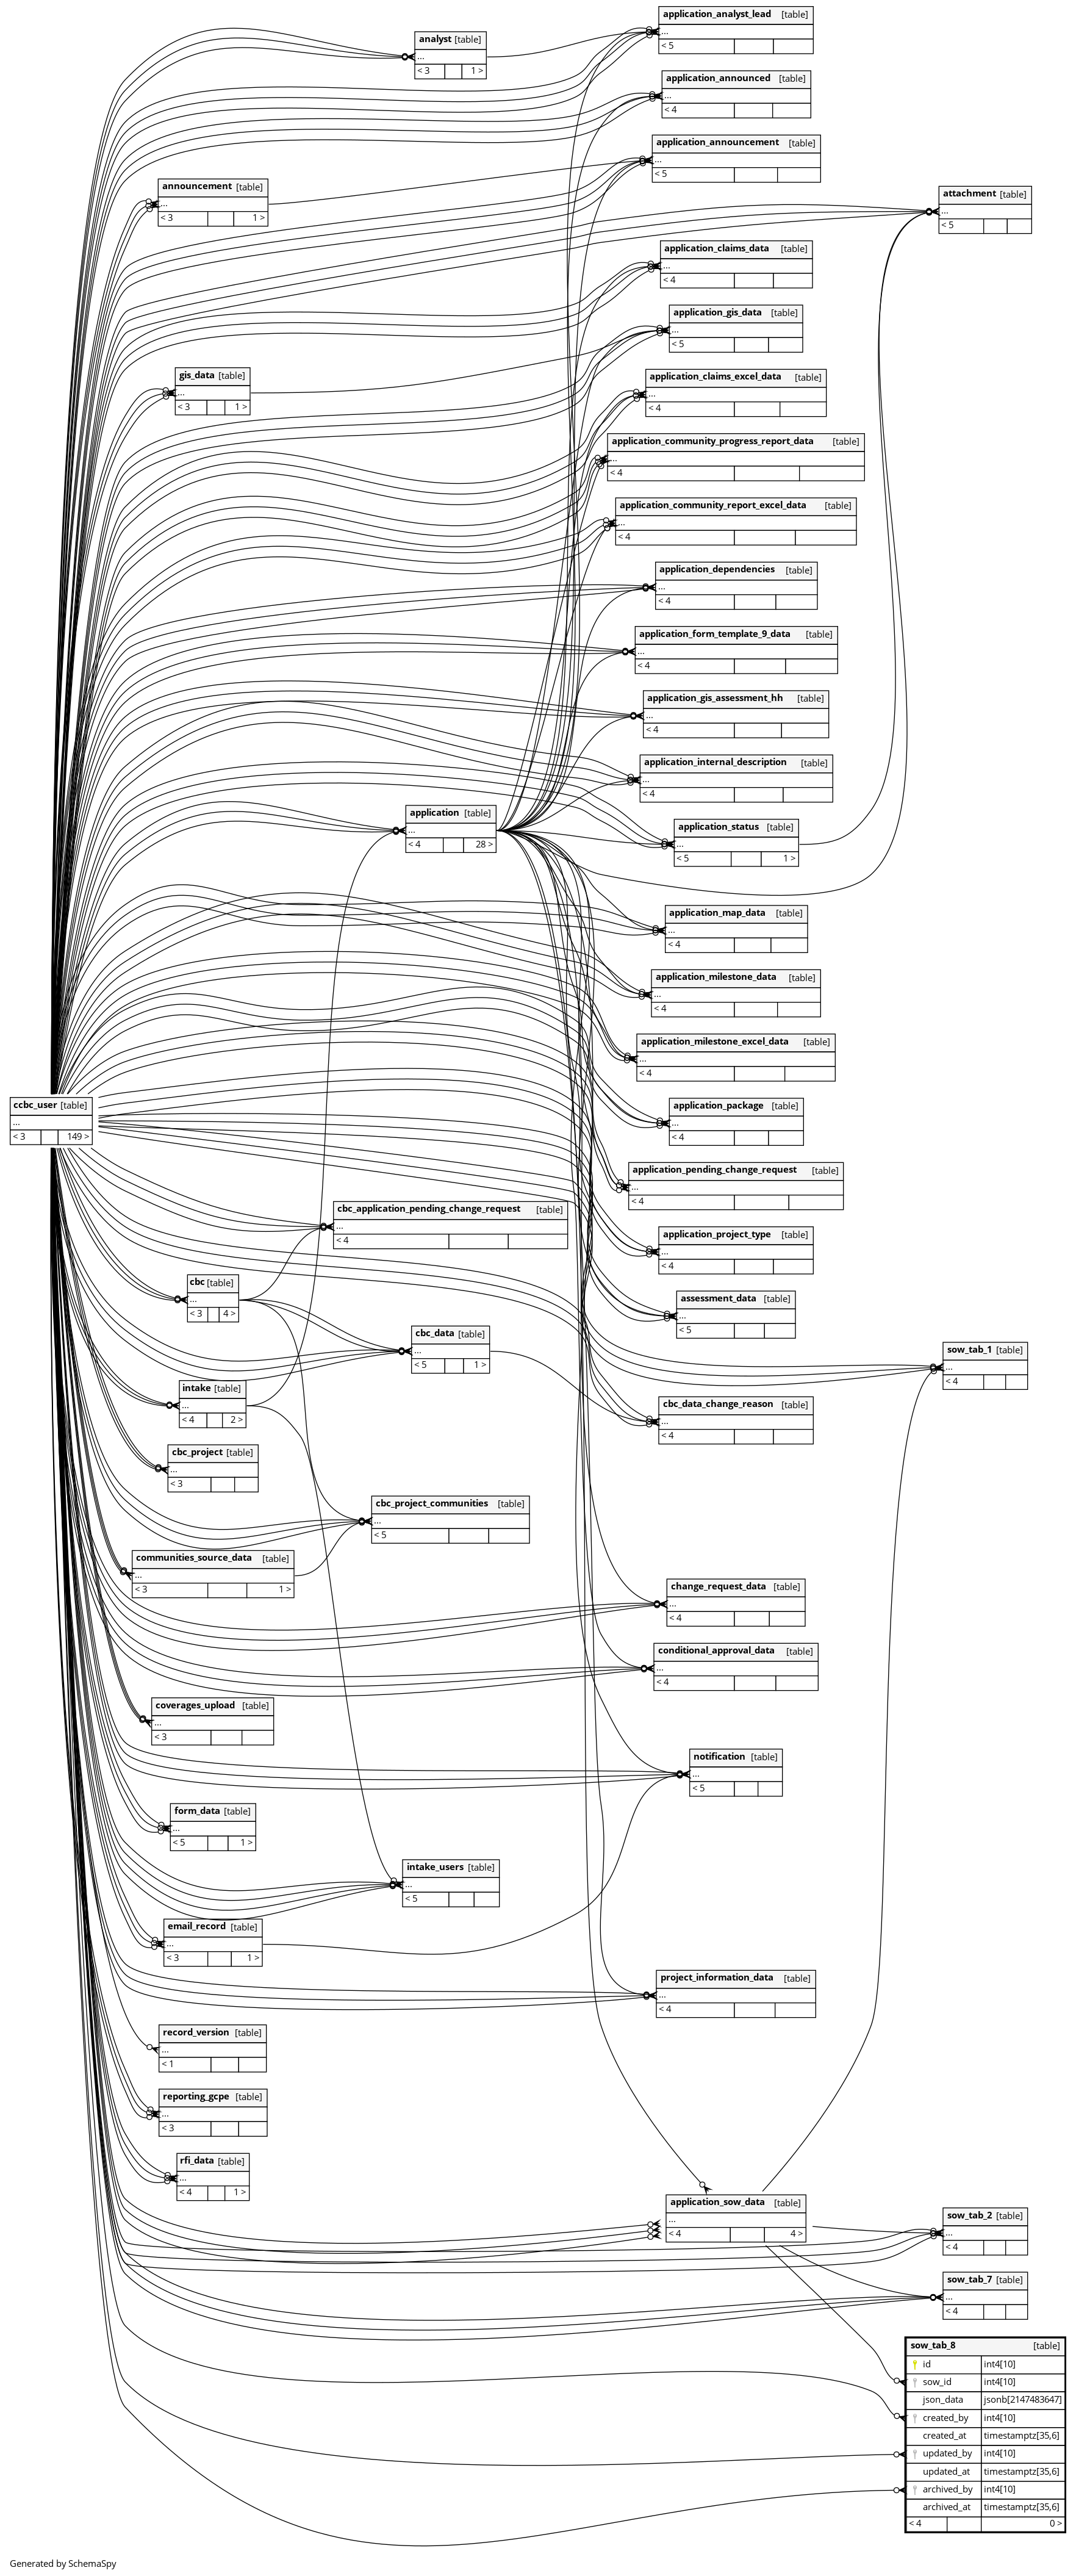 application_analyst_lead [table]
...
< 5
analyst [table]
...
< 3 1 >
application_announced [table]
...
< 4
application_announcement [table]
...
< 5
announcement [table]
...
< 3 1 >
attachment [table]
...
< 5
application_claims_data [table]
...
< 4
application_gis_data [table]
...
< 5
gis_data [table]
...
< 3 1 >
application_claims_excel_data [table]
...
< 4
application_community_progress_report_data [table]
...
< 4
application_community_report_excel_data [table]
...
< 4
application_dependencies [table]
...
< 4
application_form_template_9_data [table]
...
< 4
application_gis_assessment_hh [table]
...
< 4
application_internal_description [table]
...
< 4
application [table]
...
< 4 28 >
application_status [table]
...
< 5 1 >
application_map_data [table]
...
< 4
application_milestone_data [table]
...
< 4
application_milestone_excel_data [table]
...
< 4
ccbc_user [table]
...
< 3 149 >
application_package [table]
...
< 4
application_pending_change_request [table]
...
< 4
cbc_application_pending_change_request [table]
...
< 4
application_project_type [table]
...
< 4
cbc [table]
...
< 3 4 >
assessment_data [table]
...
< 5
cbc_data [table]
...
< 5 1 >
sow_tab_1 [table]
...
< 4
intake [table]
...
< 4 2 >
cbc_data_change_reason [table]
...
< 4
cbc_project [table]
...
< 3
cbc_project_communities [table]
...
< 5
communities_source_data [table]
...
< 3 1 >
change_request_data [table]
...
< 4
conditional_approval_data [table]
...
< 4
coverages_upload [table]
...
< 3
notification [table]
...
< 5
form_data [table]
...
< 5 1 >
intake_users [table]
...
< 5
email_record [table]
...
< 3 1 >
project_information_data [table]
...
< 4
record_version [table]
...
< 1
reporting_gcpe [table]
...
< 3
rfi_data [table]
...
< 4 1 >
application_sow_data [table]
...
< 4 4 >
sow_tab_2 [table]
...
< 4
sow_tab_7 [table]
...
< 4
sow_tab_8 [table]
id int4[10]
sow_id int4[10]
json_data jsonb[2147483647]
created_by int4[10]
created_at timestamptz[35,6]
updated_by int4[10]
updated_at timestamptz[35,6]
archived_by int4[10]
archived_at timestamptz[35,6]
< 4 0 >
Generated by SchemaSpy